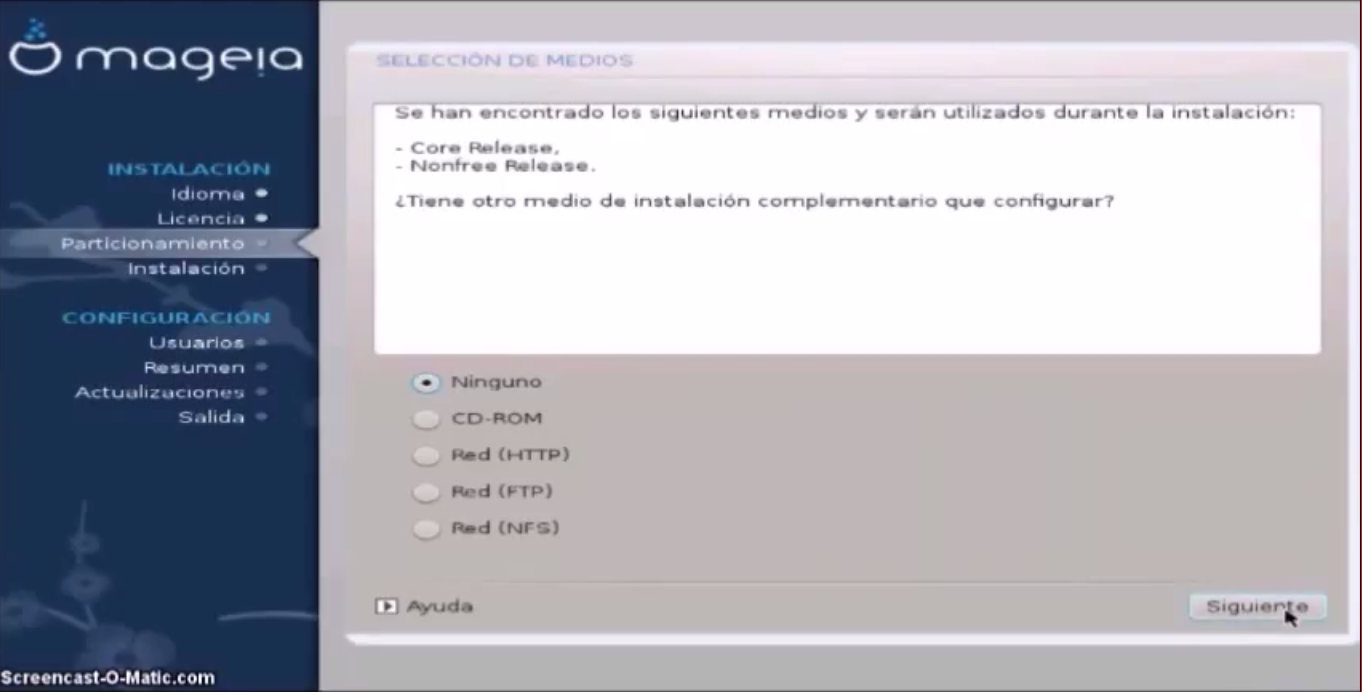 mageia
INSTALACIÓN
Idioma
Licencia
Particionamiento
Instalación
CONFIGURACIÓN
Usuarios
Resumen
Actualizaciones
Salida
SELECCIÓN DE MEDIOS
Se han encontrado los siguientes medios y serán utilizados durante la instalación:
- Core Release,
- Nonfree Release.
¿Tiene otro medio de instalación complementario que configurar?
Ninguno
CD-ROM
Red (HTTP)
Red (FTP)
Red (NFS)
Ayuda
Siguiente
Screencast-O-Matic.com